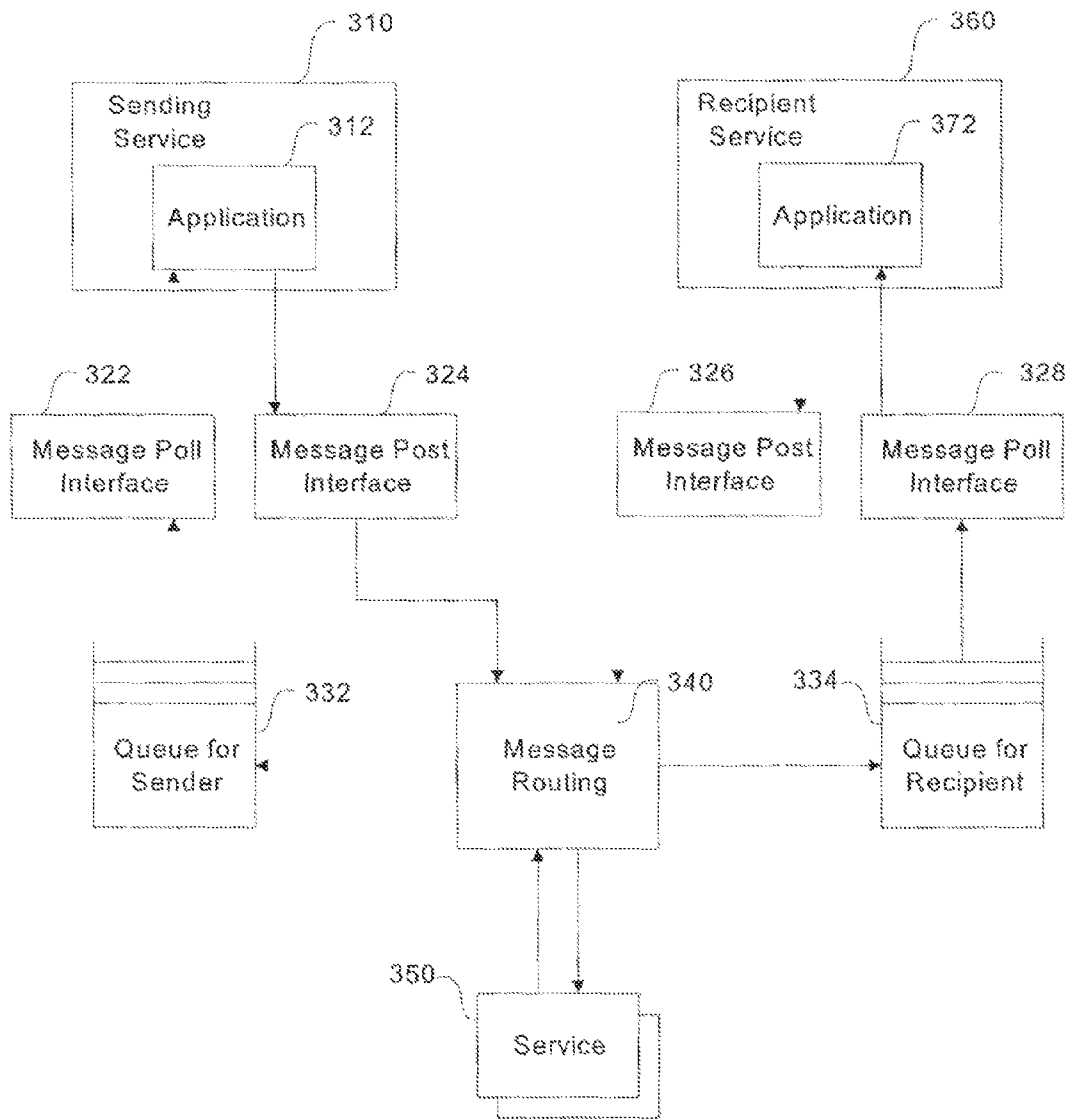 310
360
Sending
Service
312
Application
Recipient
Service
372
Application
322
324
326
328
Message Poll
Interface
Message Post
Interface
Message Post
Interface
Message Poll
Interface
332
340
334
Queue for
Sender
Message
Routing
Queue for
Recipient
350
Service